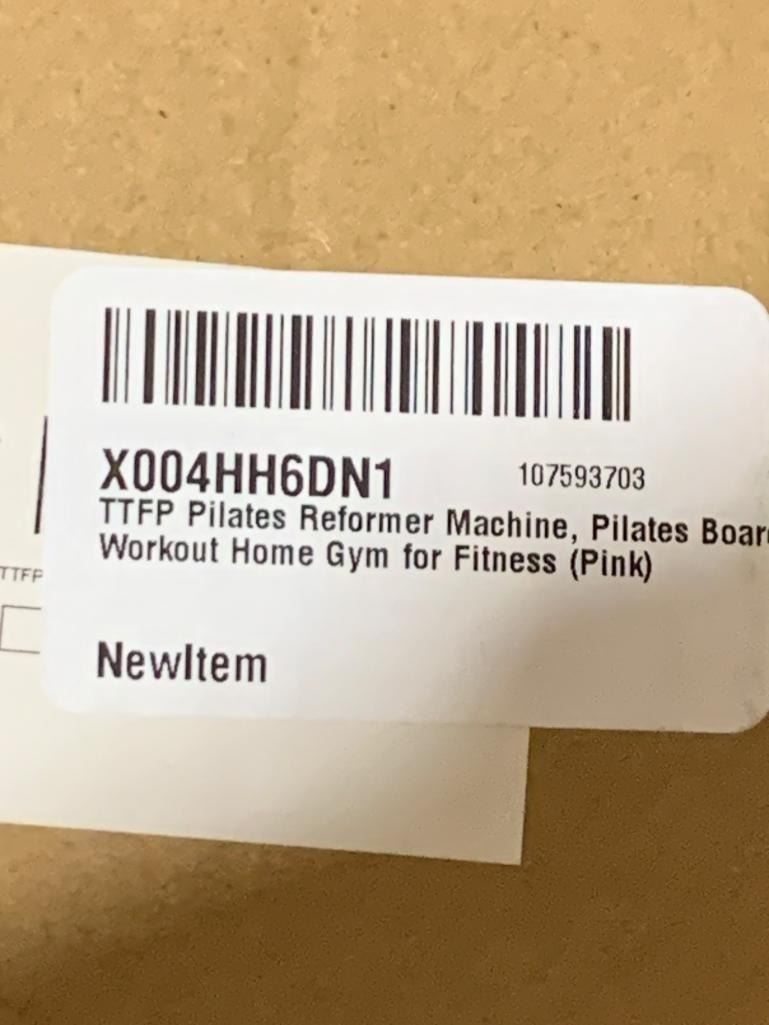 X004HH6DN1 107593703
TTFP Pilates Reformer Machine, Pilates Boar
Workout Home Gym for Fitness (Pink)
TTFP
NewItem